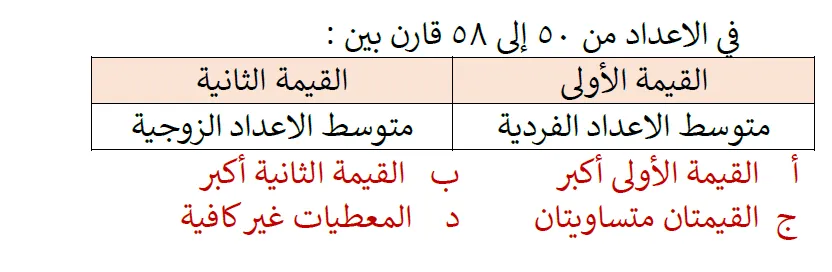 في الاعداد من ٥٠ إلى ٥٨ قارن بين :
القيمة الأولى القيمة الثانية
متوسط الاعداد الفردية متوسط الاعداد الزوجية
أ القيمة الأولى أكبر ب القيمة الثانية أكبر
ج القيمتان متساويتان د المعطيات غير كافية